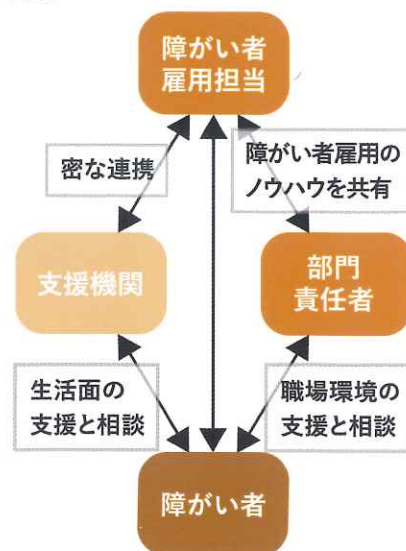 障がい者
雇用担当
密な連携
障がい者雇用の
ノウハウを共有
支援機関
部門
責任者
生活面の
支援と相談
職場環境の
支援と相談
障がい者